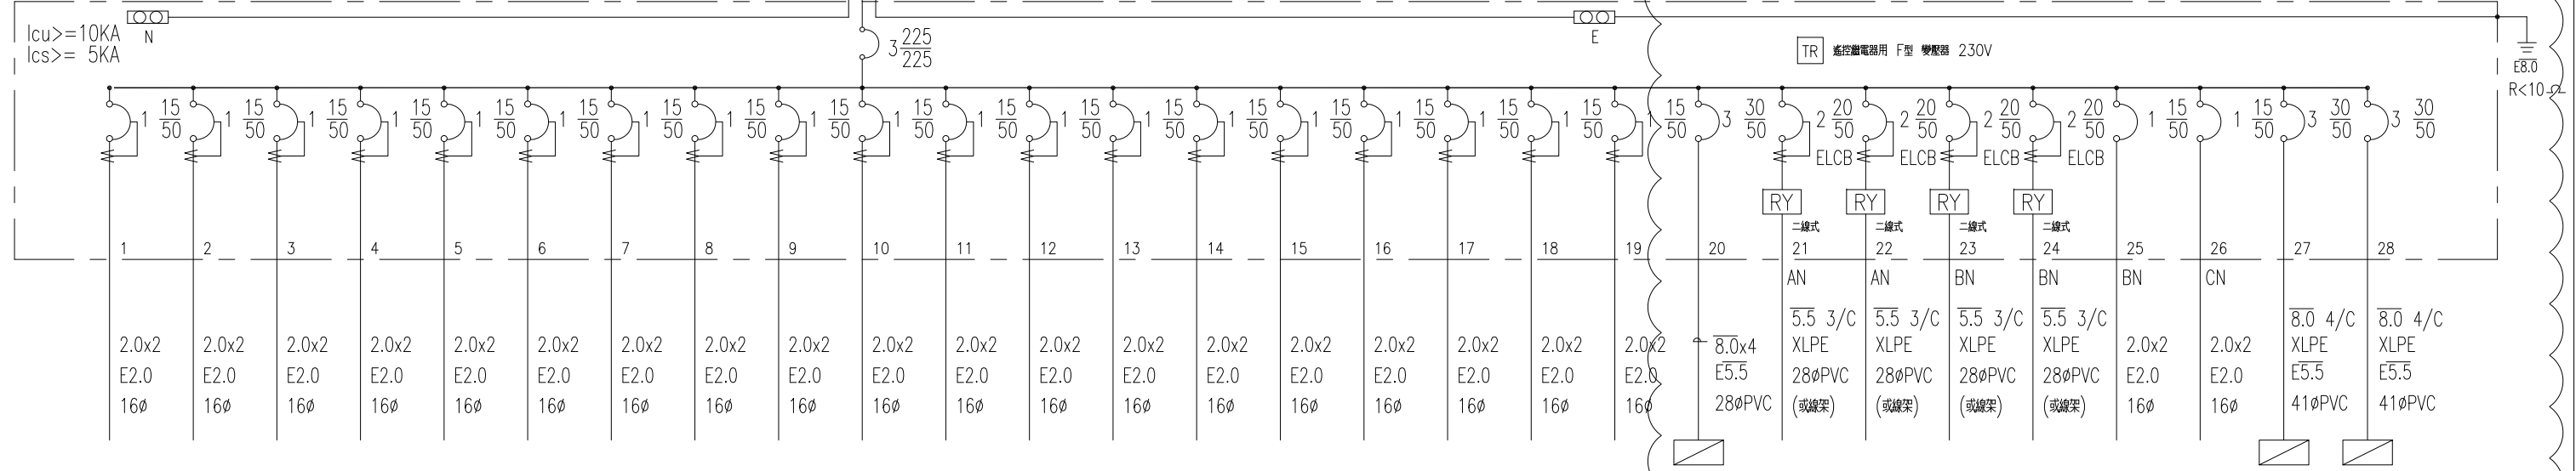 Icu>=10KA
Ics>= 5KA
N
3 225/225
E
TR 遙控繼電器用 F型 變壓器 230V
E8.0
R<10
1 15/50 1 15/50 1 15/50 1 15/50 1 15/50 1 15/50 1 15/50 1 15/50 1 15/50 1 15/50 1 15/50 1 15/50 1 15/50 1 15/50 1 15/50 1 15/50 1 15/50 1 15/50 1 15/50 3 30/50 2 20/50 2 20/50 2 20/50 2 20/50 1 15/50 1 15/50 3 30/50 3 30/50
ELCB ELCB ELCB ELCB
RY RY RY RY
二線式 二線式 二線式 二線式
1 2 3 4 5 6 7 8 9 10 11 12 13 14 15 16 17 18 19 20 21 22 23 24 25 26 27 28
AN AN BN BN BN CN
5.5 3/C 5.5 3/C 5.5 3/C 5.5 3/C 8.0 4/C 8.0 4/C
2.0x2 2.0x2 2.0x2 2.0x2 2.0x2 2.0x2 2.0x2 2.0x2 2.0x2 2.0x2 2.0x2 2.0x2 2.0x2 2.0x2 2.0x2 2.0x2 2.0x2 2.0x2 2.0x2 8.0x4 XLPE XLPE XLPE XLPE 2.0x2 2.0x2 XLPE XLPE
E2.0 E2.0 E2.0 E2.0 E2.0 E2.0 E2.0 E2.0 E2.0 E2.0 E2.0 E2.0 E2.0 E2.0 E2.0 E2.0 E2.0 E2.0 E2.0 E5.5 28øPVC 28øPVC 28øPVC 28øPVC E2.0 E2.0 E5.5 E5.5
16ø 16ø 16ø 16ø 16ø 16ø 16ø 16ø 16ø 16ø 16ø 16ø 16ø 16ø 16ø 16ø 16ø 16ø 16ø 28øPVC (或線架) (或線架) (或線架) (或線架) 16ø 16ø 41øPVC 41øPVC